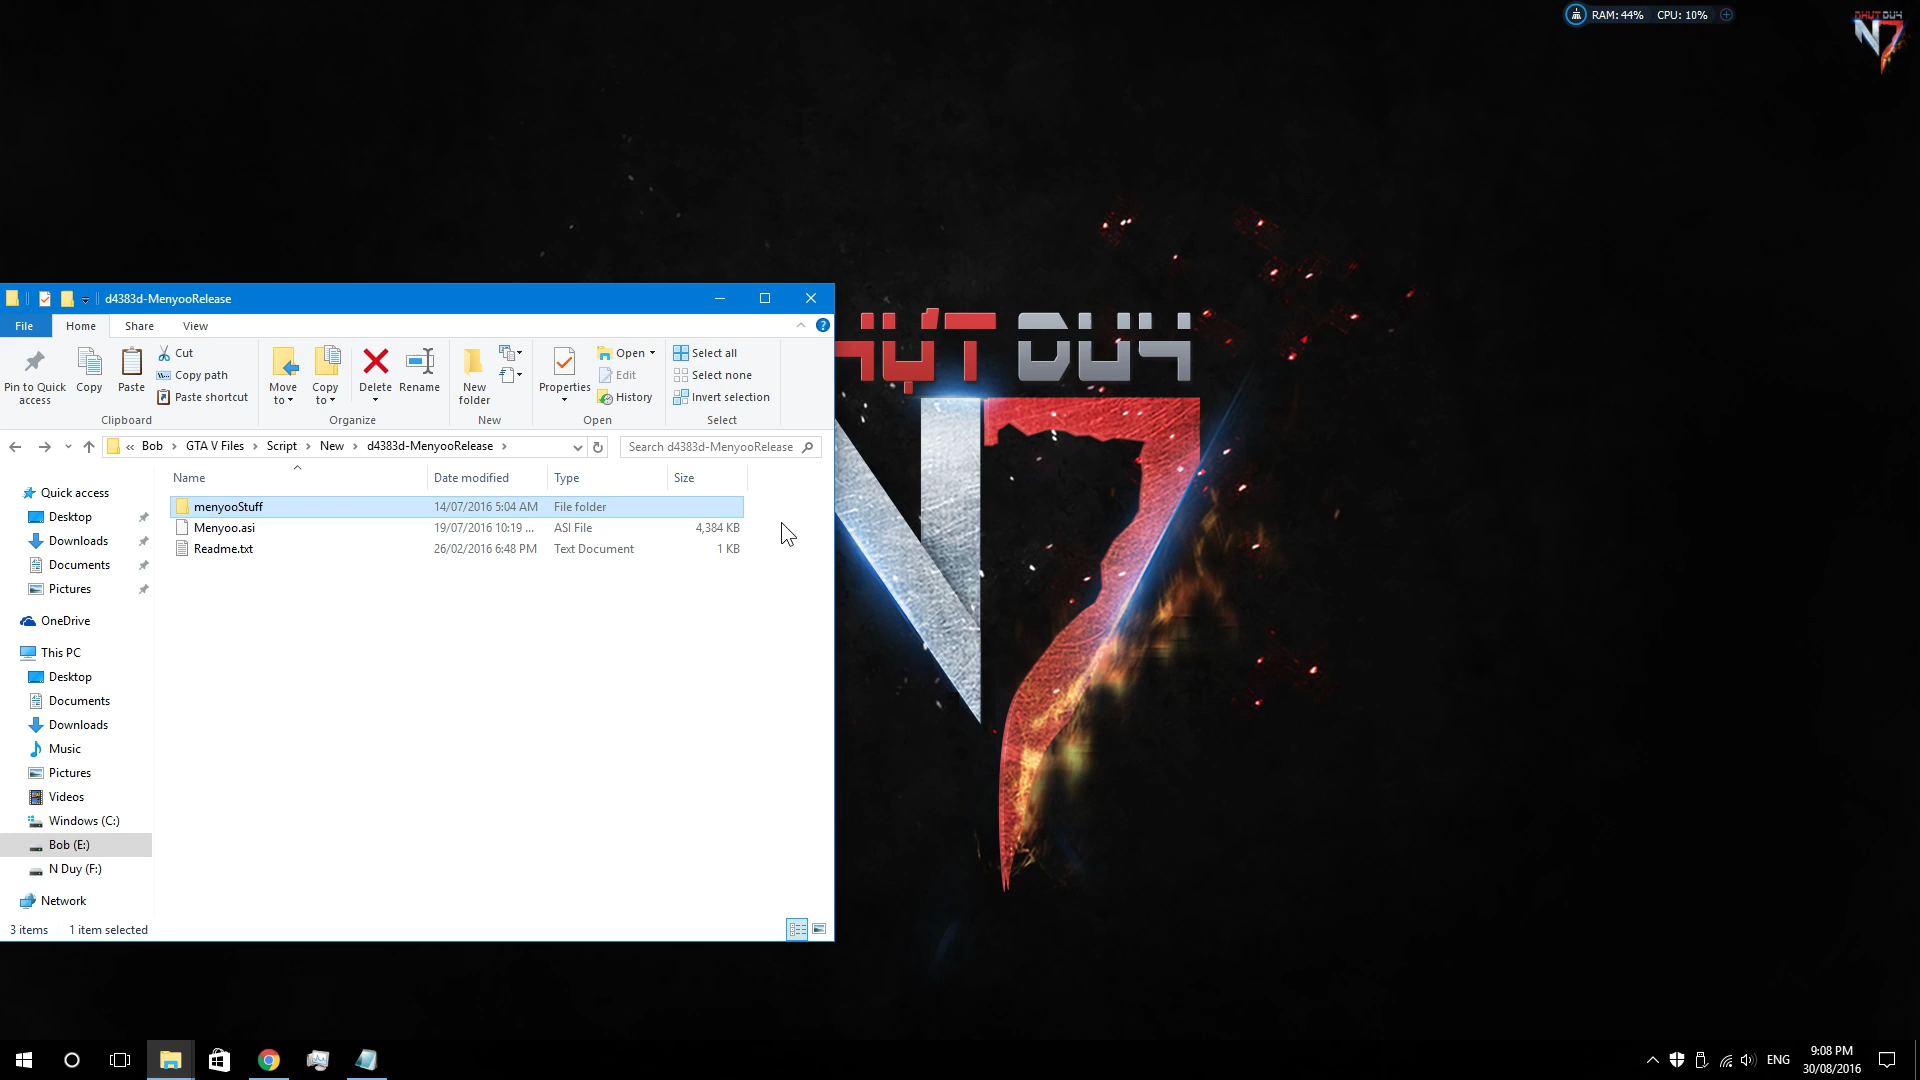 RAM: 44% CPU: 10%
NHUT DUY
N7
d4383d-MenyooRelease
File Home Share View
Pin to Quick access
Copy
Paste
Cut
Copy path
Paste shortcut
Clipboard
Move to
Copy to
Delete
Rename
Organize
New folder
New
Properties
Open
Edit
History
Open
Select all
Select none
Invert selection
Select
« Bob > GTA V Files > Script > New > d4383d-MenyooRelease >
Search d4383d-MenyooRelease
Name Date modified Type Size
menyooStuff 14/07/2016 5:04 AM File folder
Menyoo.asi 19/07/2016 10:19 ... ASI File 4,384 KB
Readme.txt 26/02/2016 6:48 PM Text Document 1 KB
Quick access
Desktop
Downloads
Documents
Pictures
OneDrive
This PC
Desktop
Documents
Downloads
Music
Pictures
Videos
Windows (C:)
Bob (E:)
N Duy (F:)
Network
3 items 1 item selected
HUT DUY
N7
ENG
9:08 PM
30/08/2016